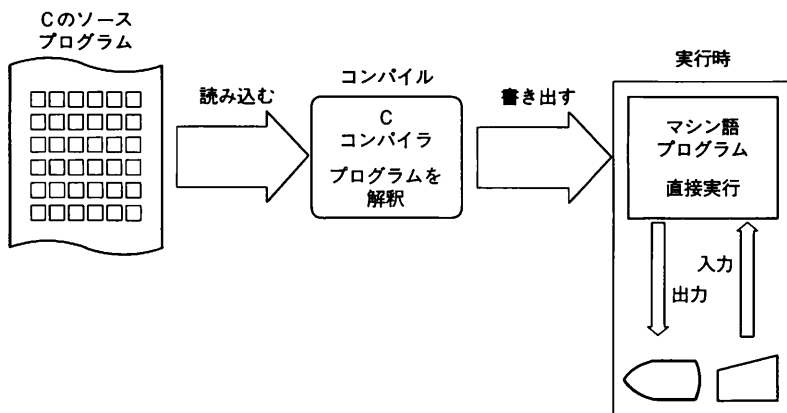 Cのソース
プログラム
読み込む
コンパイル
C
コンパイラ
プログラムを
解釈
書き出す
実行時
マシン語
プログラム
直接実行
入力
出力